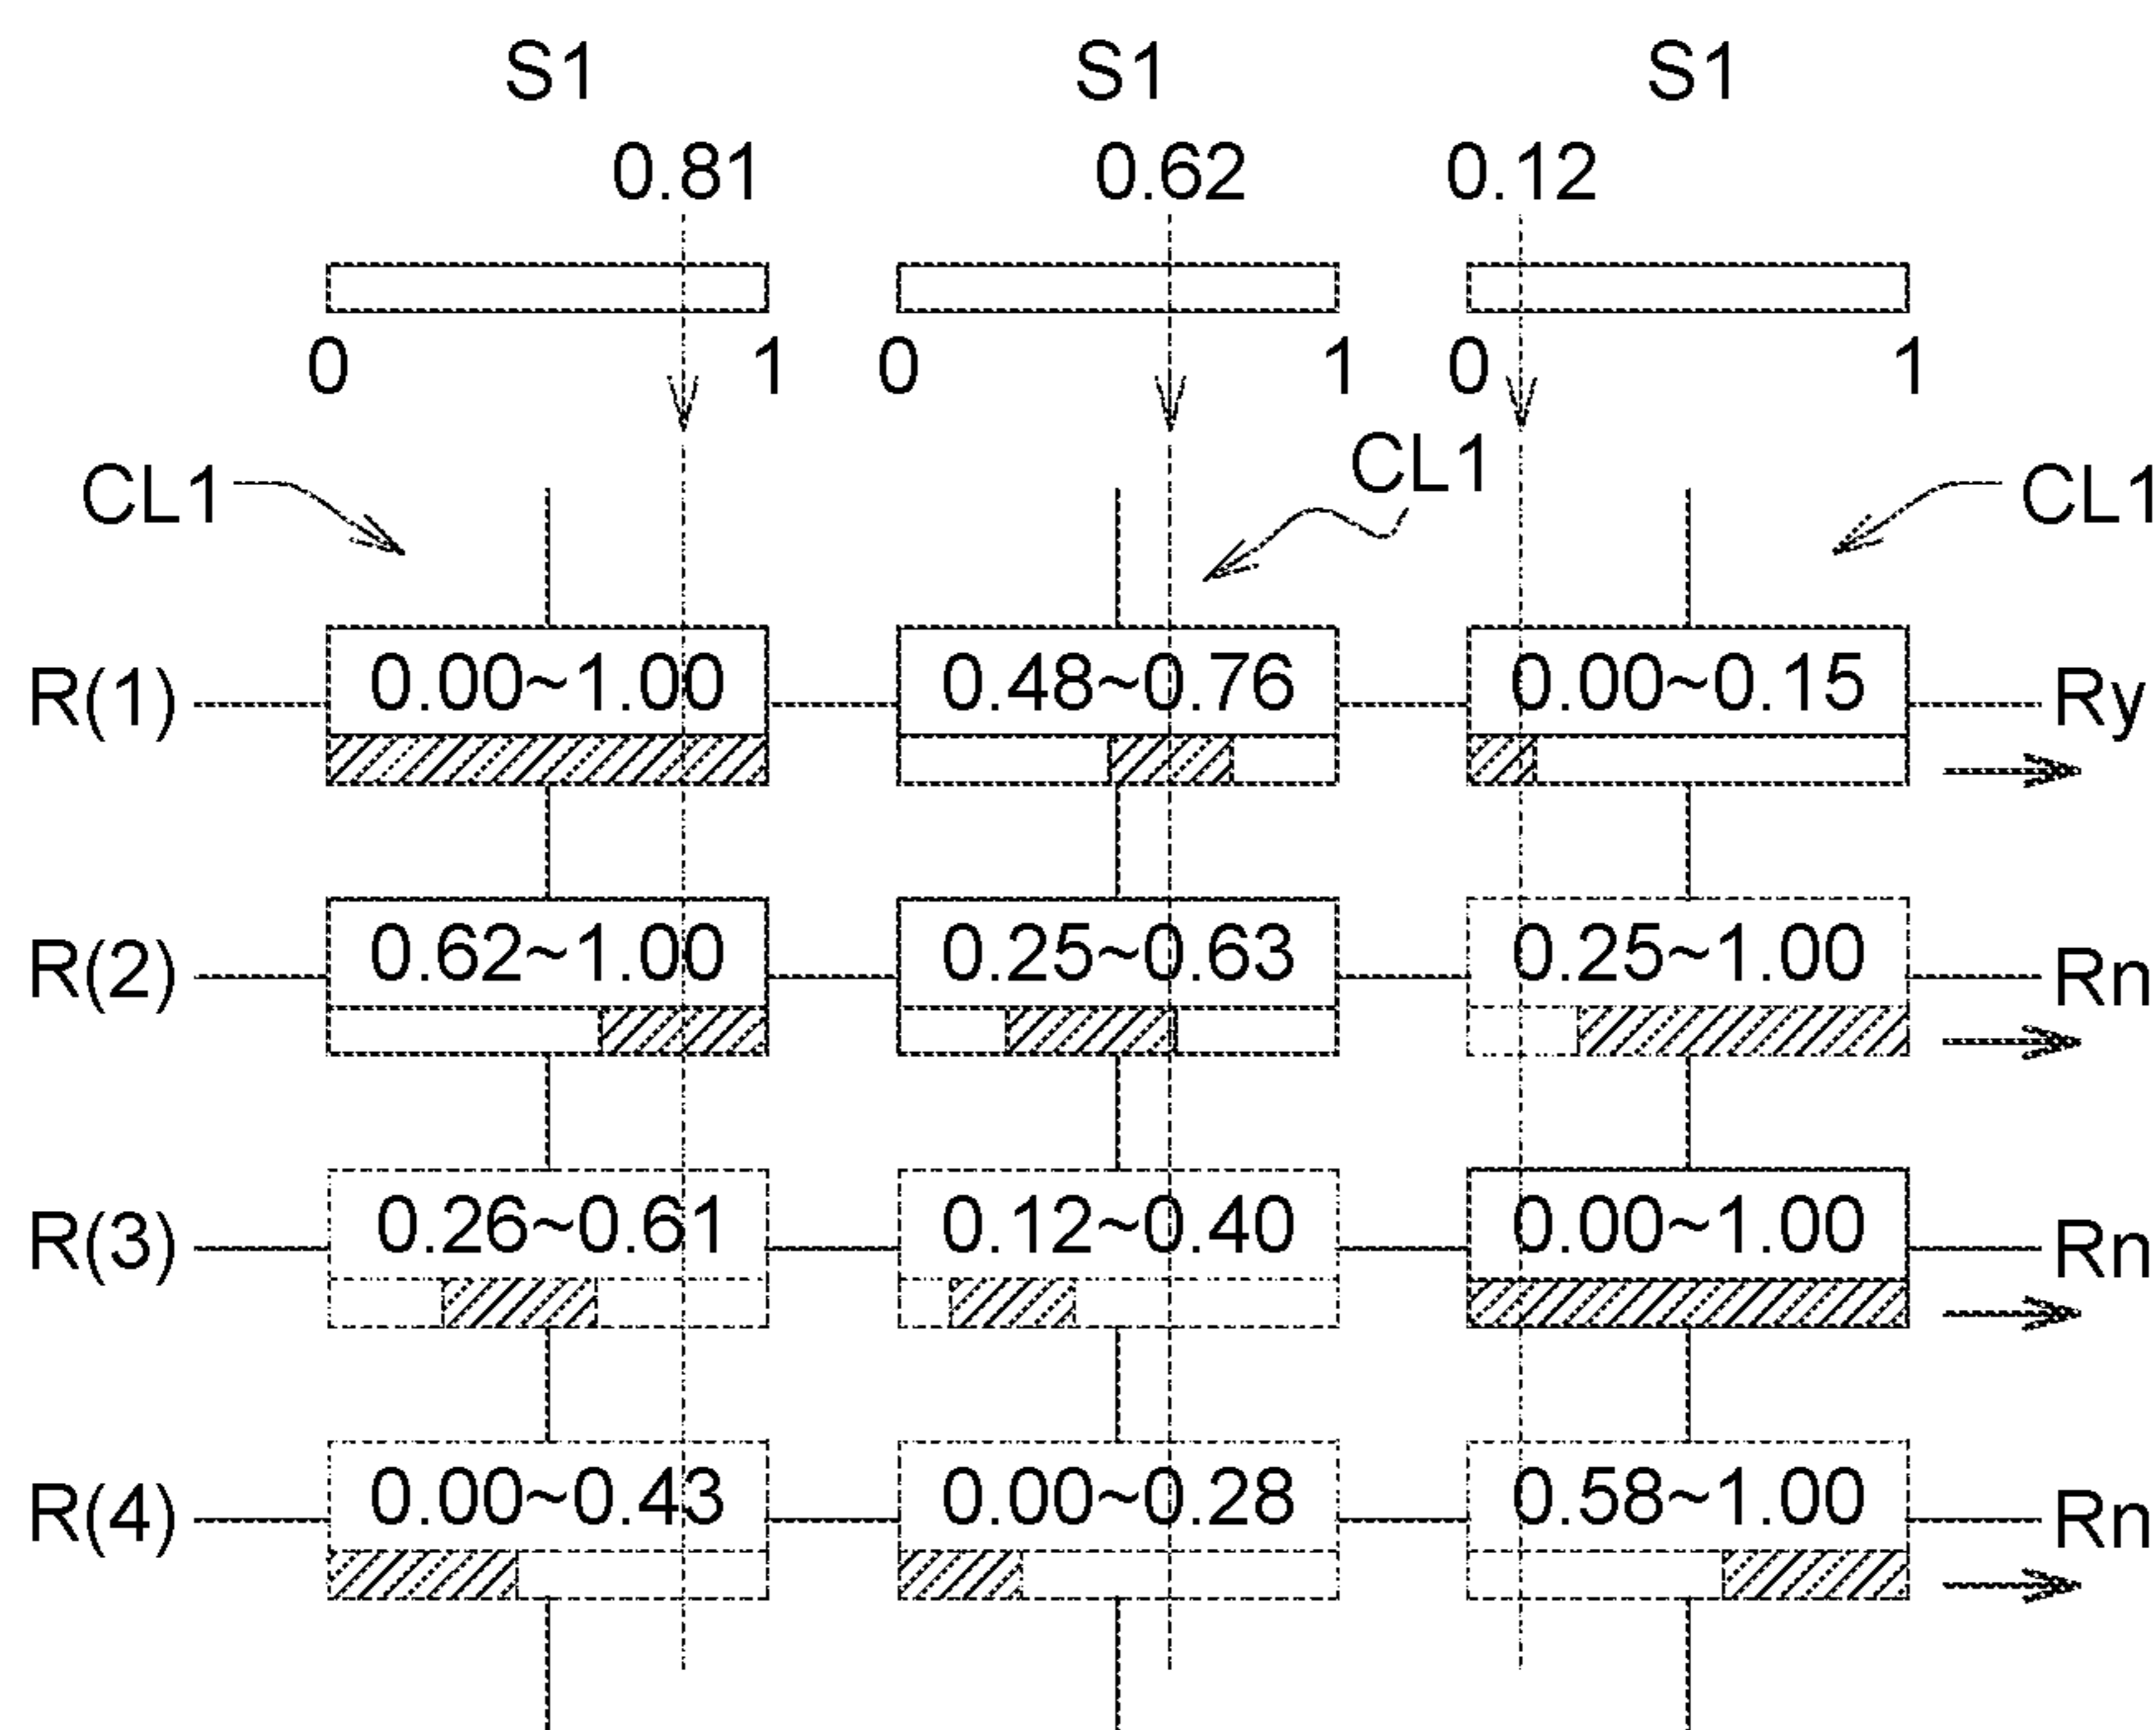 S1 S1 S1
0.81 0.62 0.12
0 1 0 1 0 1
CL1 CL1 CL1
R(1) 0.00~1.00 0.48~0.76 0.00~0.15 Ry
R(2) 0.62~1.00 0.25~0.63 0.25~1.00 Rn
R(3) 0.26~0.61 0.12~0.40 0.00~1.00 Rn
R(4) 0.00~0.43 0.00~0.28 0.58~1.00 Rn